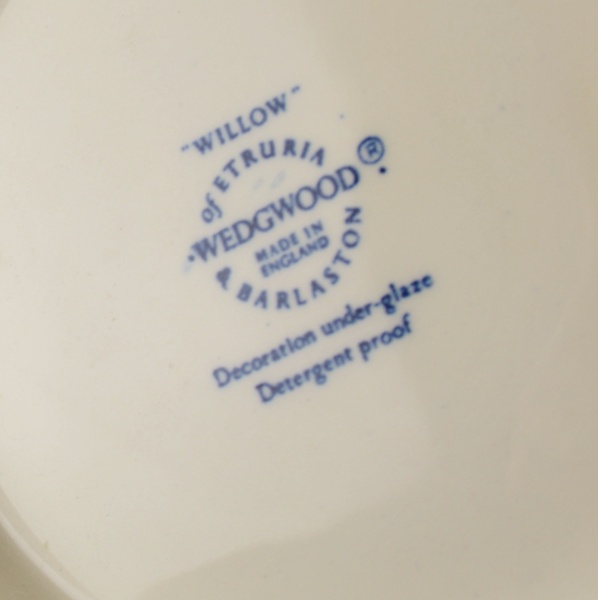 "WILLOW"
of ETRURIA
WEDGWOOD ®
MADE IN
ENGLAND
& BARLASTON
Decoration under-glaze
Detergent proof